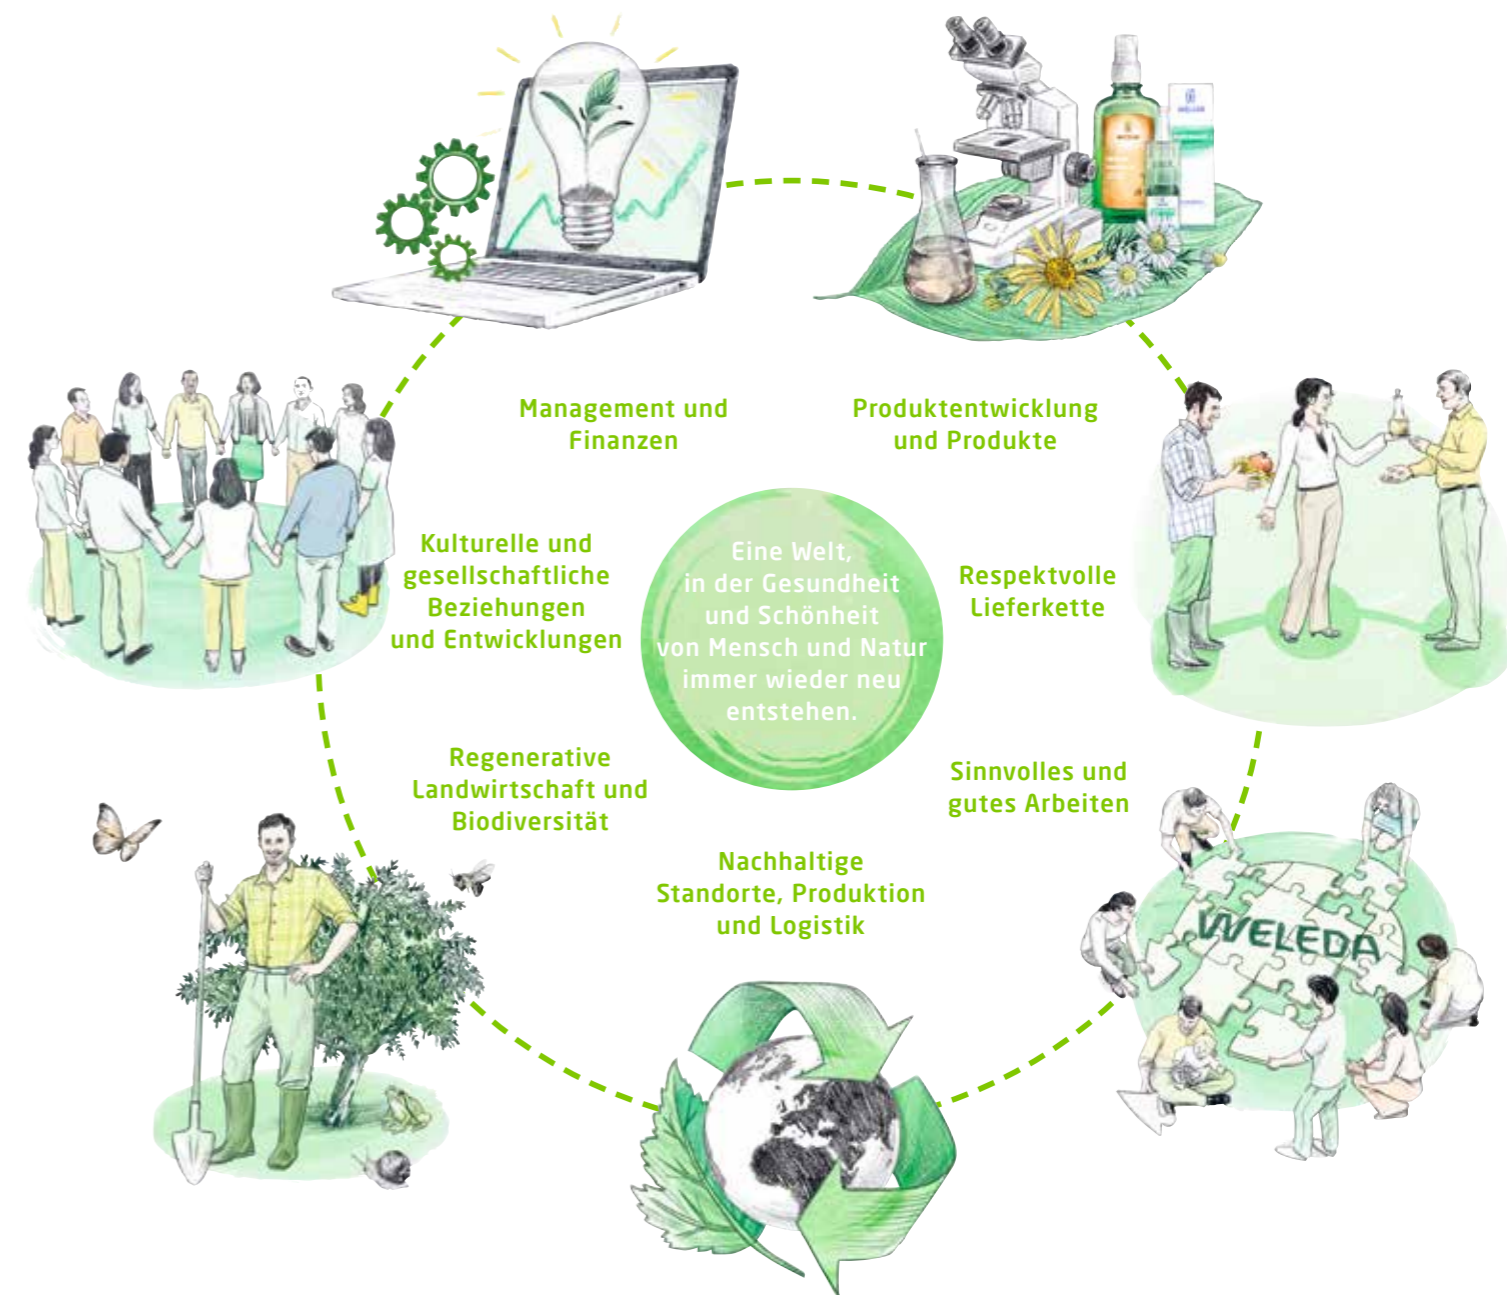 WELEDA
Management und
Finanzen
Produktentwicklung
und Produkte
Kulturelle und
gesellschaftliche
Beziehungen
und Entwicklungen
Eine Welt,
in der Gesundheit
und Schönheit
von Mensch und Natur
immer wieder neu
entstehen.
Respektvolle
Lieferkette
Regenerative
Landwirtschaft und
Biodiversität
Sinnvolles und
gutes Arbeiten
Nachhaltige
Standorte, Produktion
und Logistik
WELEDA